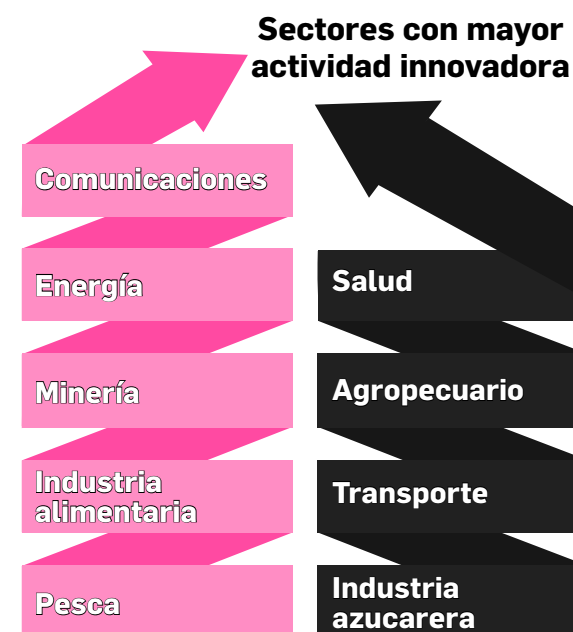 Sectores con mayor
actividad innovadora
Comunicaciones
Energía
Minería
Industria
alimentaria
Pesca
Salud
Agropecuario
Transporte
Industria
azucarera